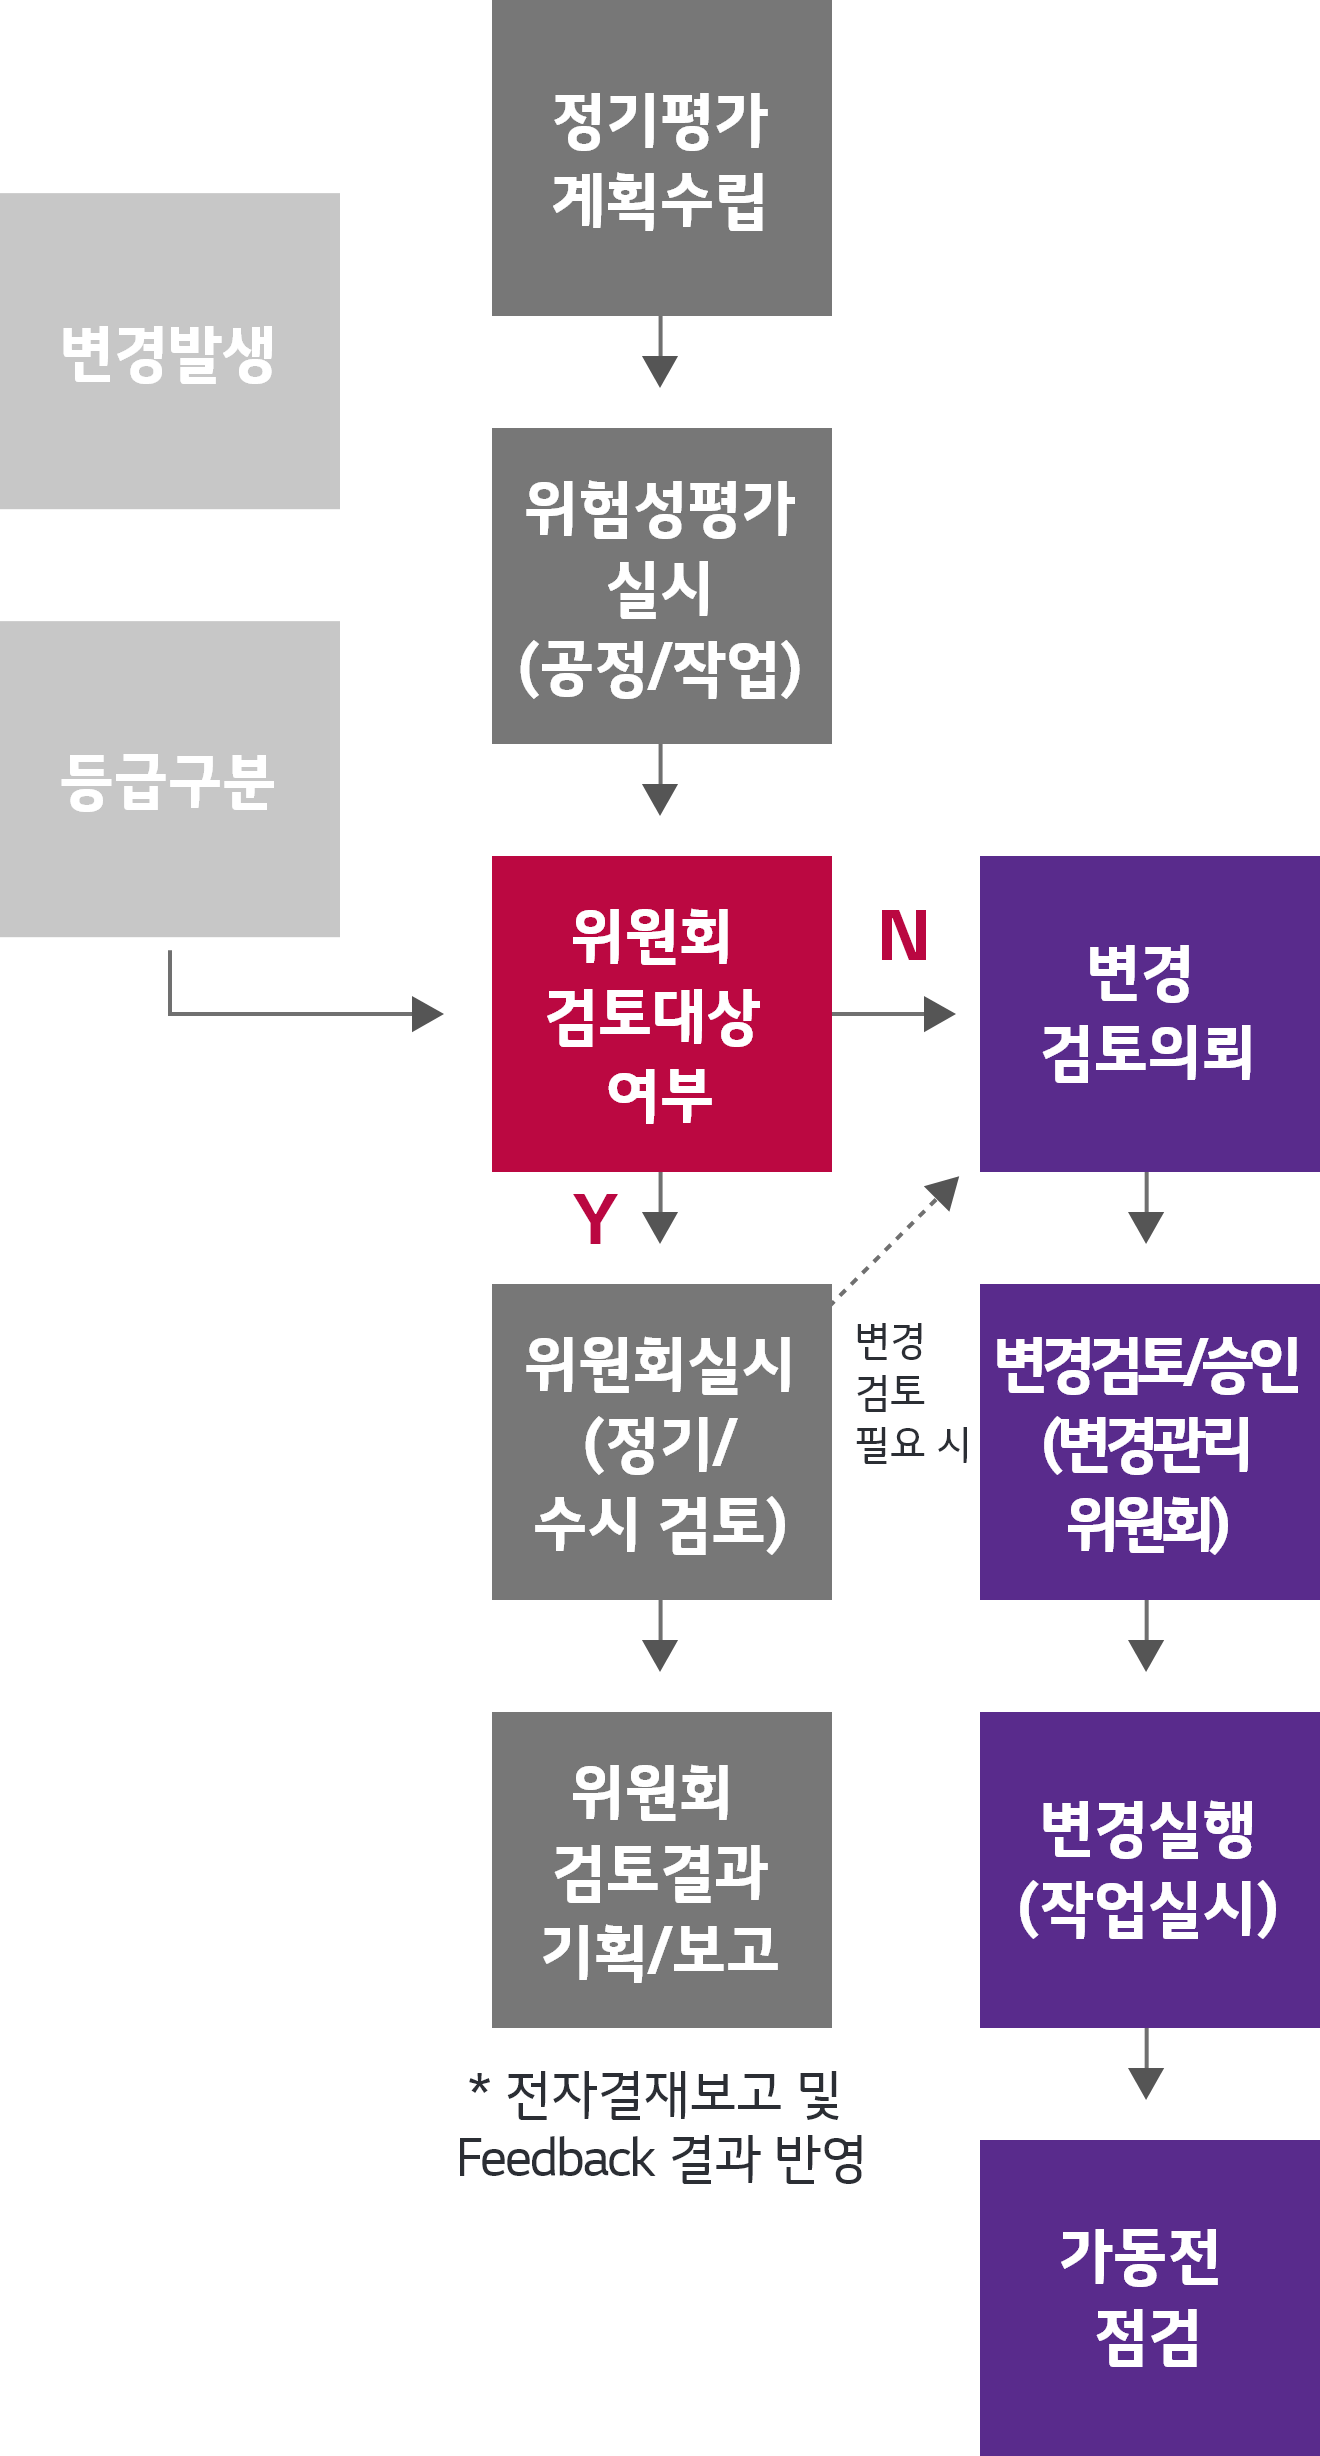 정기평가
계획수립
변경발생
위험성평가
실시
(공정/작업)
등급구분
위원회
검토대상
여부
N
변경
검토의뢰
Y
위원회실시
(정기/
수시 검토)
변경
검토
필요 시
변경검토/승인
(변경관리
위원회)
위원회
검토결과
기획/보고
변경실행
(작업실시)
* 전자결재보고 및
Feedback 결과 반영
가동전
점검